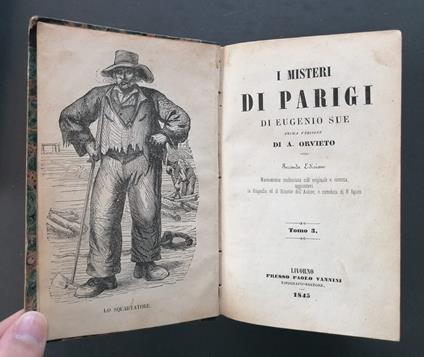 LO SQUARTATORE.
I MISTERI
DI PARIGI
DI EUGENIO SUE
PRIMA VERSIONE
DI A. ORVIETO
Seconda Edizione
Nuovamente confrontata coll' originale e corretta,
aggiuntavi
la Biografia ed il Ritratto dell'Autore, e corredata di figure
Tomo 3.
LIVORNO
PRESSO PAOLO VANNINI
TIPOGRAFO-EDITORE.
1845